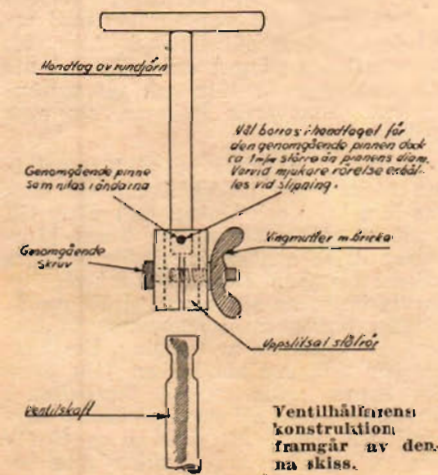 Handtag av rundjärn
Hål borras i handtaget för
den genomgående pinnen dock
ca 1 m/m större än pinnens diam.
Varvid mjukare rörelse erhål-
les vid slipning.
Genomgående pinne
som nitas i ändarna
Vingmutter m. bricka
Genomgående
skruv
Uppslitsat stålrör
Ventilskaft
Ventilhållarens
konstruktion
framgår av den-
na skiss.